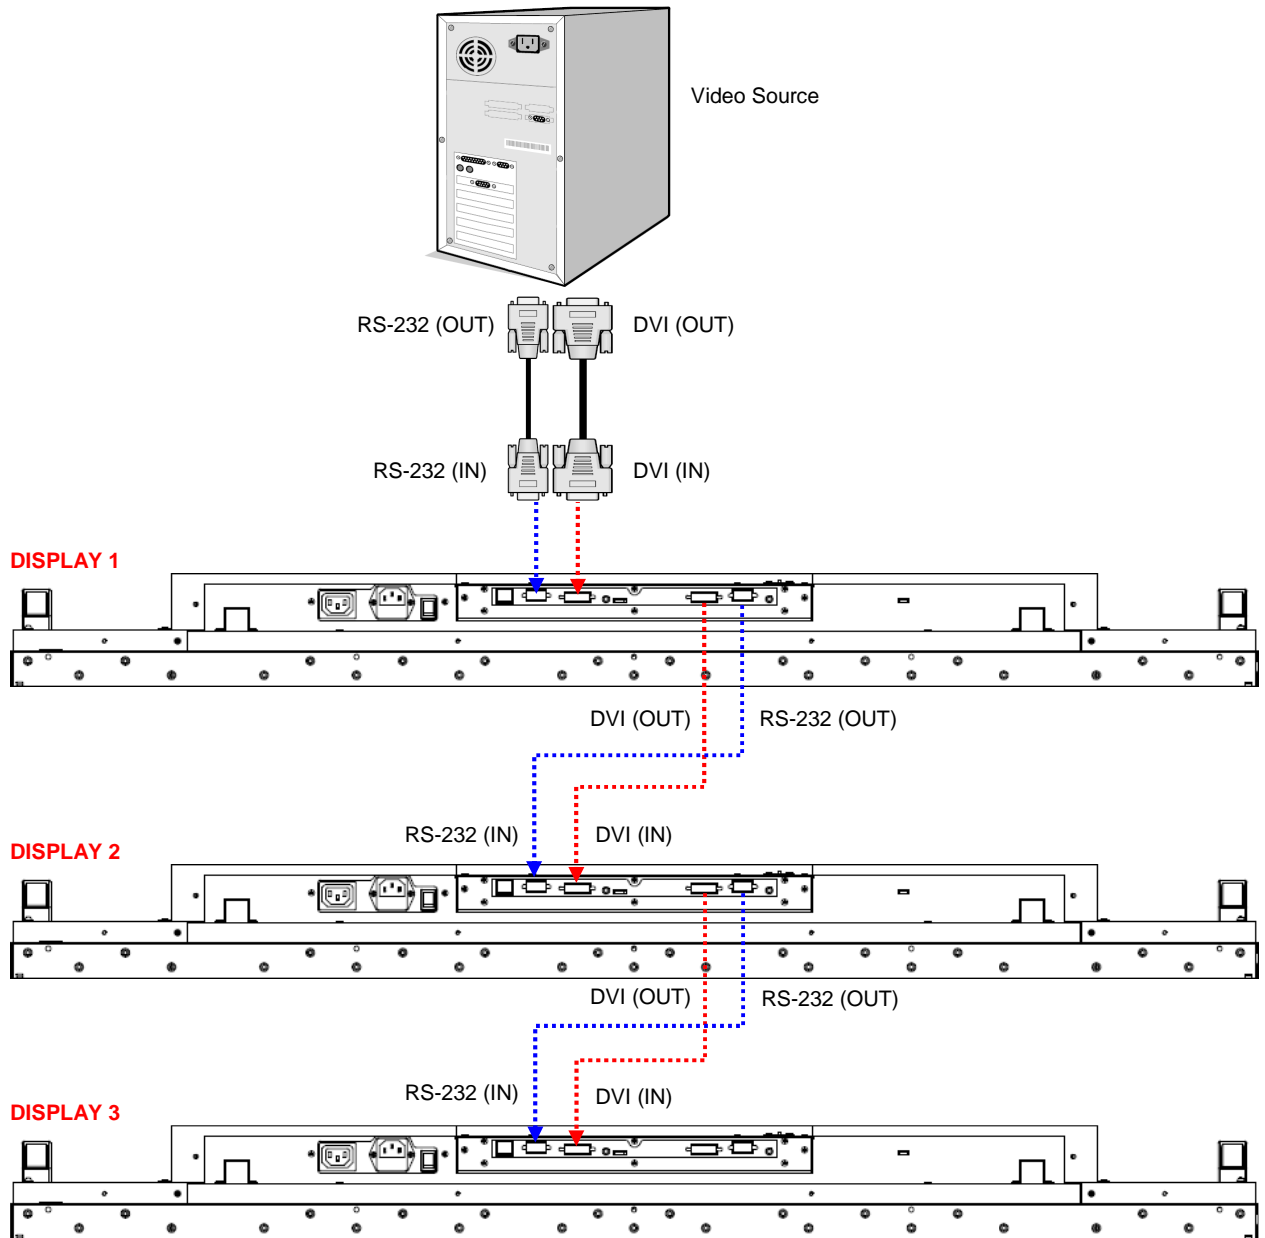 Video Source
RS-232 (OUT)
DVI (OUT)
RS-232 (IN)
DVI (IN)
DISPLAY 1
DVI (OUT)
RS-232 (OUT)
RS-232 (IN)
DVI (IN)
DISPLAY 2
DVI (OUT)
RS-232 (OUT)
RS-232 (IN)
DVI (IN)
DISPLAY 3